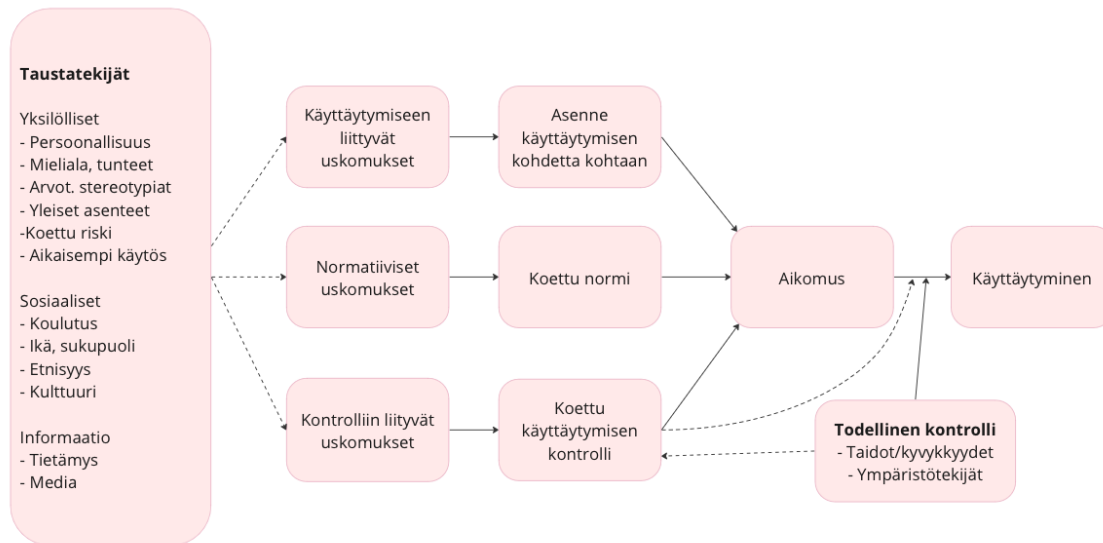 Taustatekijät
Yksilölliset
- Persoonallisuus
- Mieliala, tunteet
- Arvot. stereotypiat
- Yleiset asenteet
-Koettu riski
- Aikaisempi käytös
Sosiaaliset
- Koulutus
- Ikä, sukupuoli
- Etnisyys
- Kulttuuri
Informaatio
- Tietämys
- Media
Käyttäytymiseen
liittyvät
uskomukset
Asenne
käyttäytymisen
kohdetta kohtaan
Normatiiviset
uskomukset
Koettu normi
Aikomus
Käyttäytyminen
Kontrolliin liityvät
uskomukset
Koettu
käyttäytymisen
kontrolli
Todellinen kontrolli
- Taidot/kyvykkyydet
- Ympäristötekijät